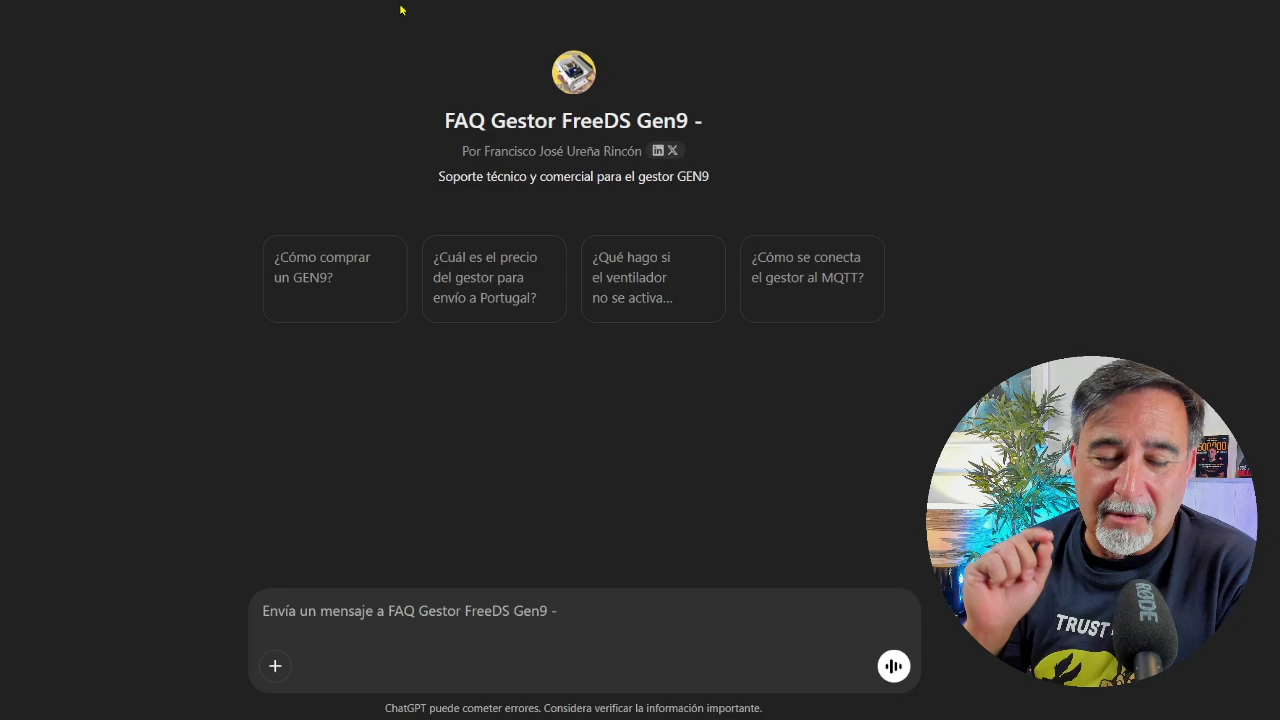 FAQ Gestor FreeDS Gen9 -
Por Francisco José Ureña Rincón
Soporte técnico y comercial para el gestor GEN9
¿Cómo comprar
un GEN9?
¿Cuál es el precio
del gestor para
envío a Portugal?
¿Qué hago si
el ventilador
no se activa...
¿Cómo se conecta
el gestor al MQTT?
Envía un mensaje a FAQ Gestor FreeDS Gen9 -
ChatGPT puede cometer errores. Considera verificar la información importante.
RØDE
TRUST